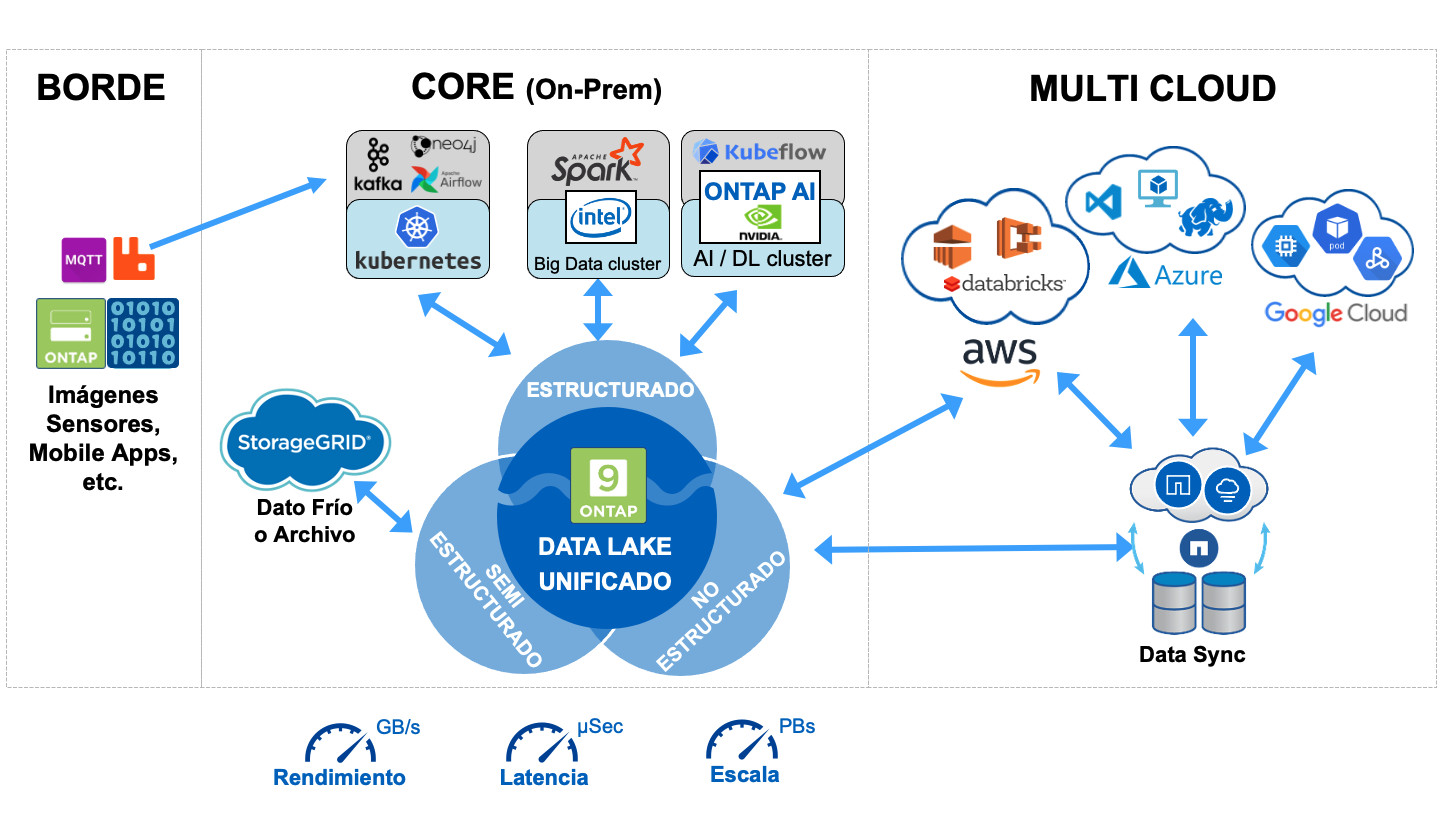 BORDE
CORE (On-Prem)
MULTI CLOUD
kafka
neo4j
Apache
Airflow
kubernetes
APACHE
Spark™
intel
Big Data cluster
Kubeflow
ONTAP AI
NVIDIA.
AI / DL cluster
MQTT
ONTAP
01010
10101
01010
10110
Imágenes
Sensores,
Mobile Apps,
etc.
StorageGRID®
Dato Frío
o Archivo
ESTRUCTURADO
9
ONTAP
DATA LAKE
UNIFICADO
SEMI
ESTRUCTURADO
NO
ESTRUCTURADO
databricks™
aws
Azure
pod
Google Cloud
Data Sync
GB/s
Rendimiento
µSec
Latencia
PBs
Escala